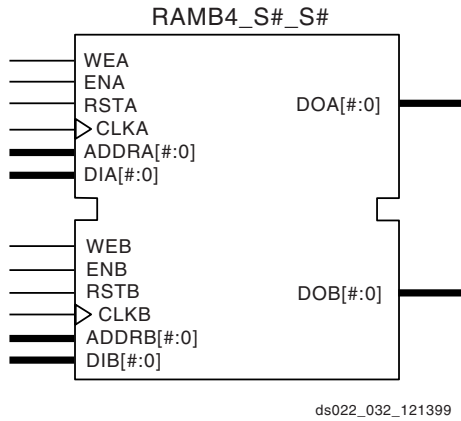 RAMB4_S#_S#
WEA
ENA
RSTA
CLKA
ADDRA[#:0]
DIA[#:0]
DOA[#:0]
WEB
ENB
RSTB
CLKB
ADDRB[#:0]
DIB[#:0]
DOB[#:0]
ds022_032_121399